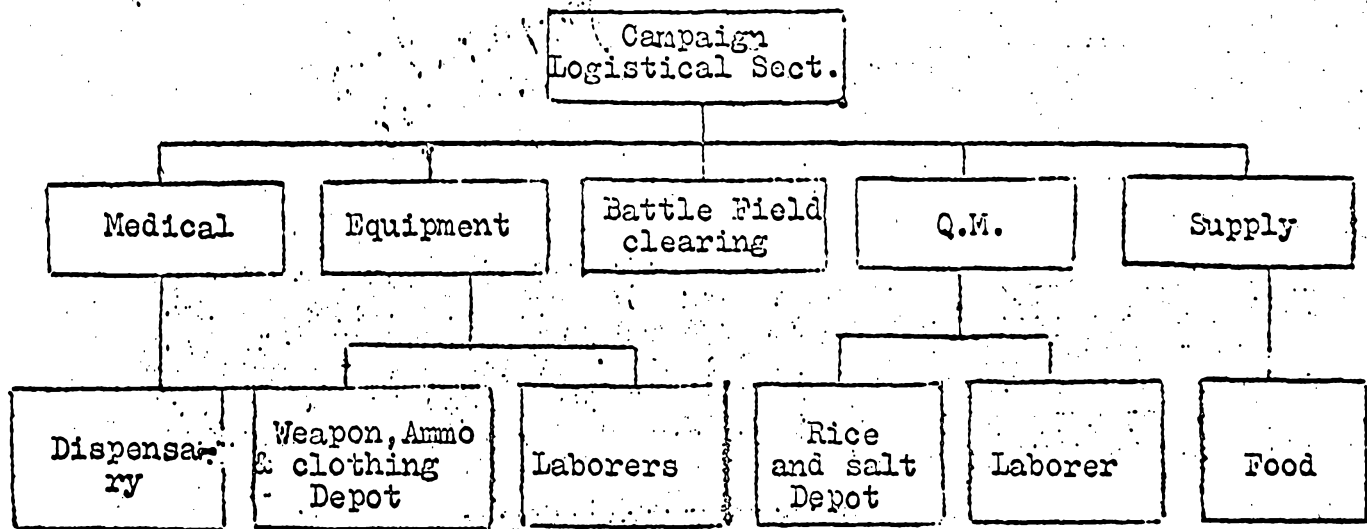 Campaign
Logistical Sect.
Medical
Equipment
Battle Field
clearing
Q.M.
Supply
Dispensa-
ry
Weapon, Ammo
& clothing
Depot
Laborers
Rice
and salt
Depot
Laborer
Food